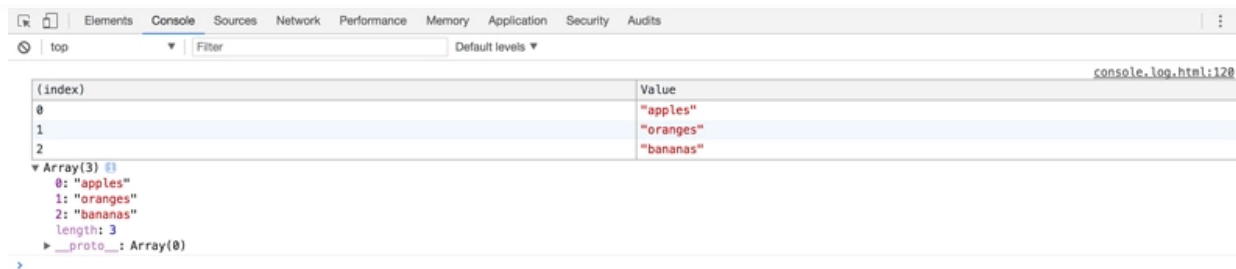 Elements Console Sources Network Performance Memory Application Security Audits
top ▼ Filter Default levels ▼
console.log.html:120
(index) Value
0 "apples"
1 "oranges"
2 "bananas"
▼ Array(3)
0: "apples"
1: "oranges"
2: "bananas"
length: 3
▶ __proto__: Array(0)